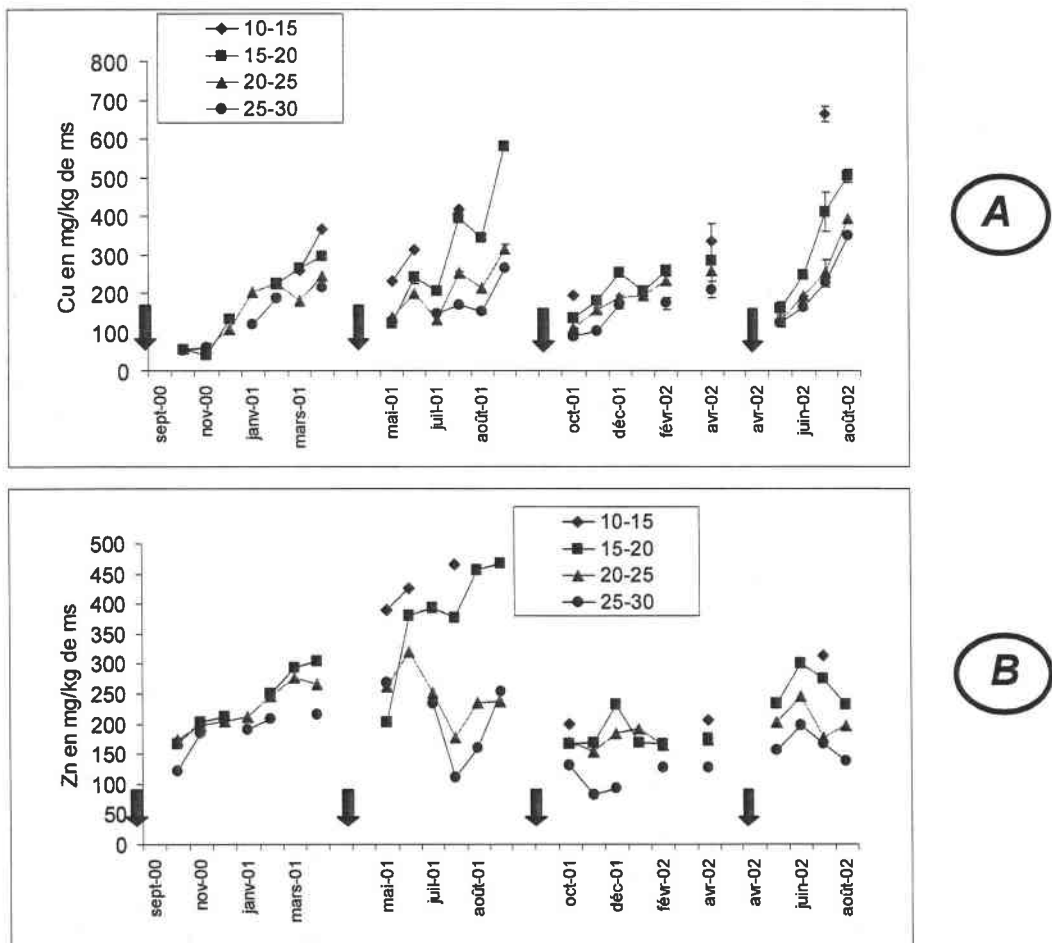 10-15
15-20
20-25
25-30
Cu en mg/kg de ms
800
700
600
500
400
300
200
100
0
sept-00
nov-00
janv-01
mars-01
mai-01
juil-01
août-01
oct-01
déc-01
févr-02
avr-02
avr-02
juin-02
août-02
A
10-15
15-20
20-25
25-30
Zn en mg/kg de ms
500
450
400
350
300
250
200
150
100
50
0
sept-00
nov-00
janv-01
mars-01
mai-01
juil-01
août-01
oct-01
déc-01
févr-02
avr-02
avr-02
juin-02
août-02
B